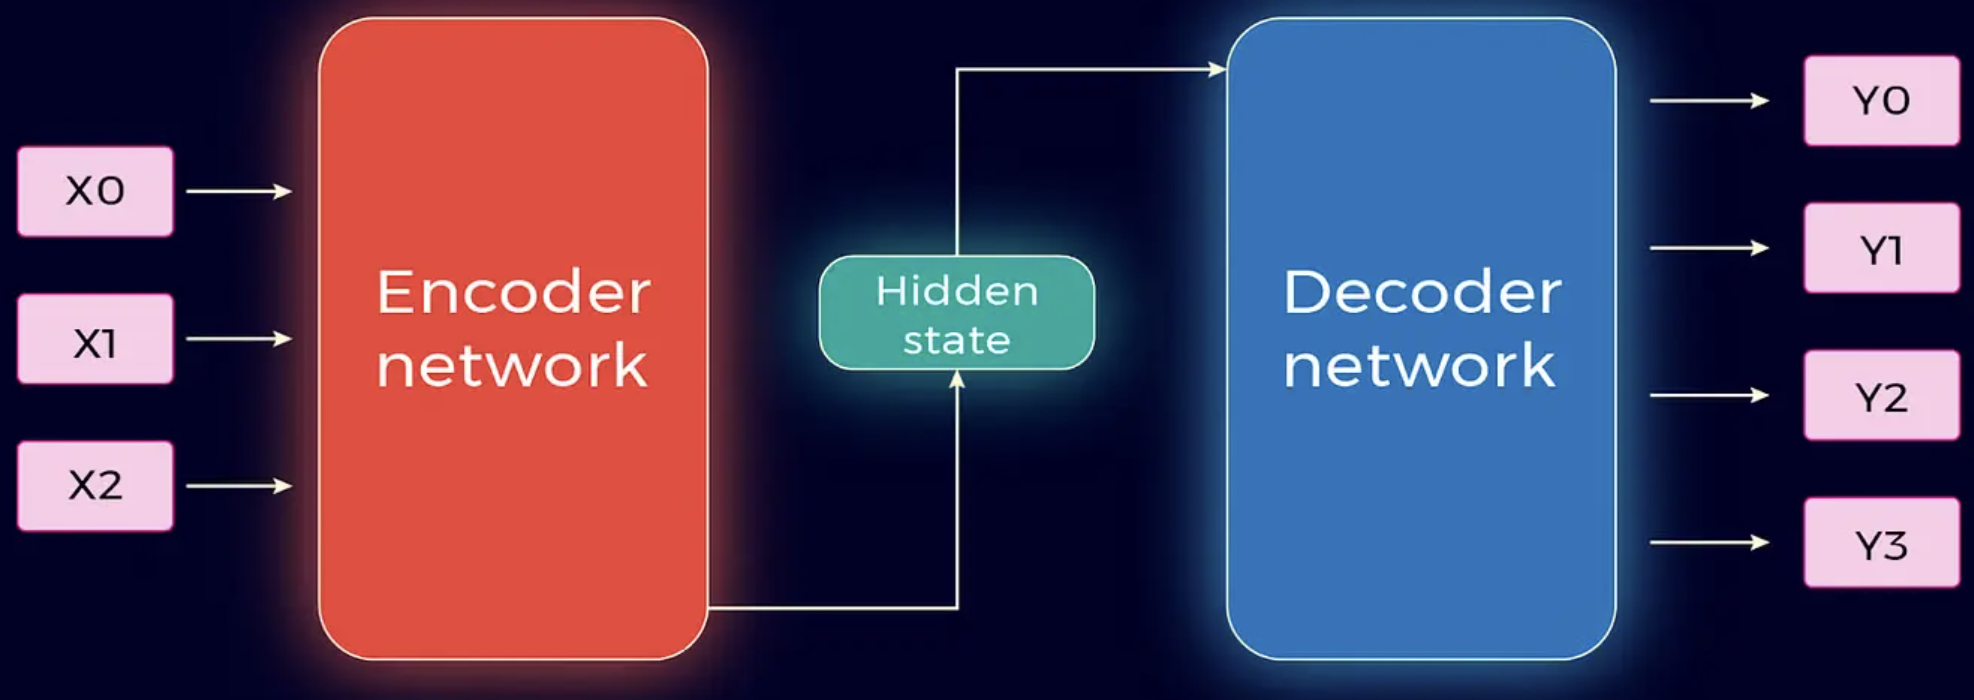 X0
X1
X2
Encoder
network
Hidden
state
Decoder
network
Y0
Y1
Y2
Y3